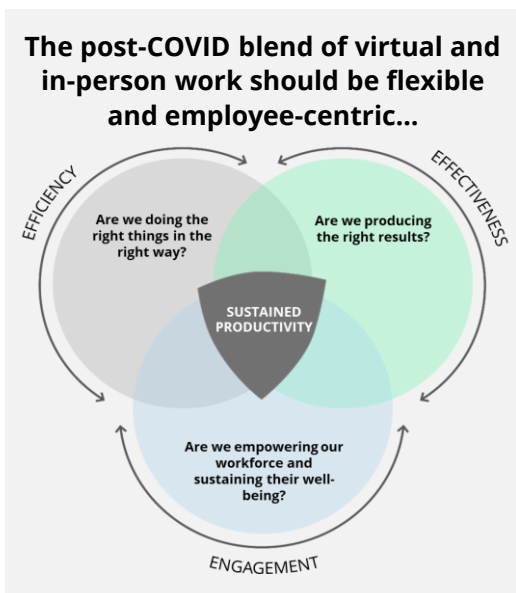 The post-COVID blend of virtual and
in-person work should be flexible
and employee-centric...
EFFICIENCY
EFFECTIVENESS
Are we doing the
right things in the
right way?
Are we producing
the right results?
SUSTAINED
PRODUCTIVITY
Are we empowering our
workforce and
sustaining their well-
being?
ENGAGEMENT